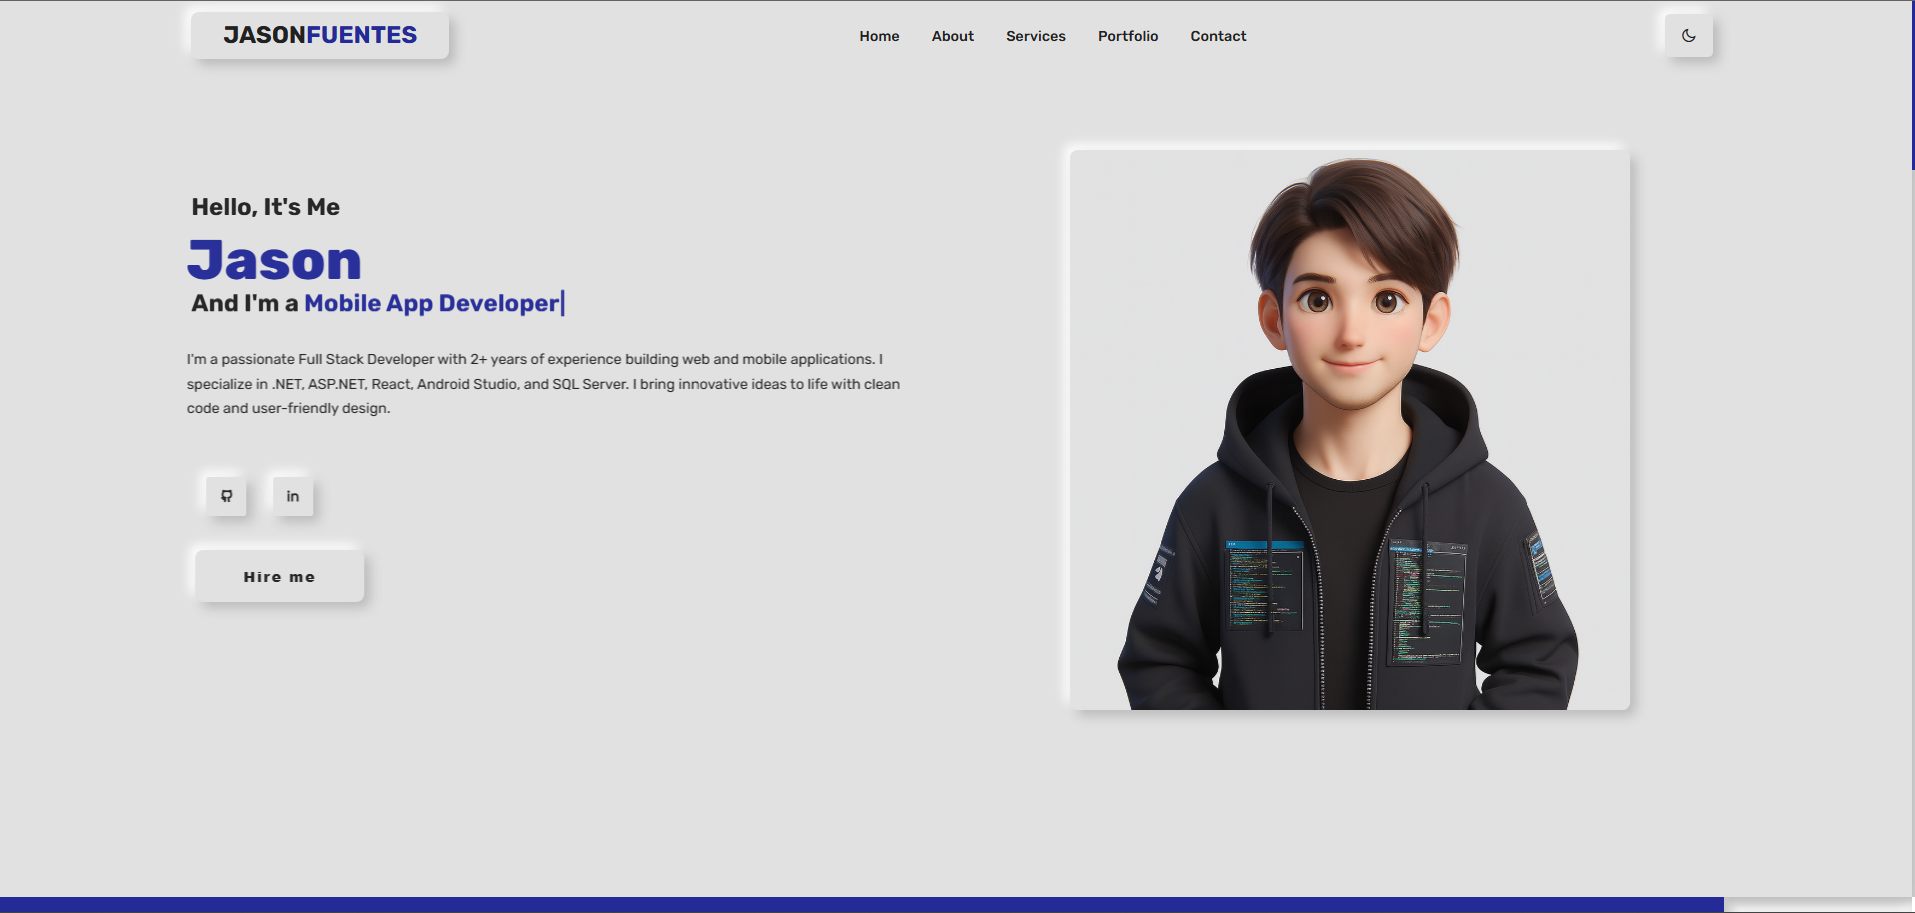 JASONFUENTES
Home About Services Portfolio Contact
Hello, It's Me
Jason
And I'm a Mobile App Developer
I'm a passionate Full Stack Developer with 2+ years of experience building web and mobile applications. I
specialize in .NET, ASP.NET, React, Android Studio, and SQL Server. I bring innovative ideas to life with clean
code and user-friendly design.
in
Hire me